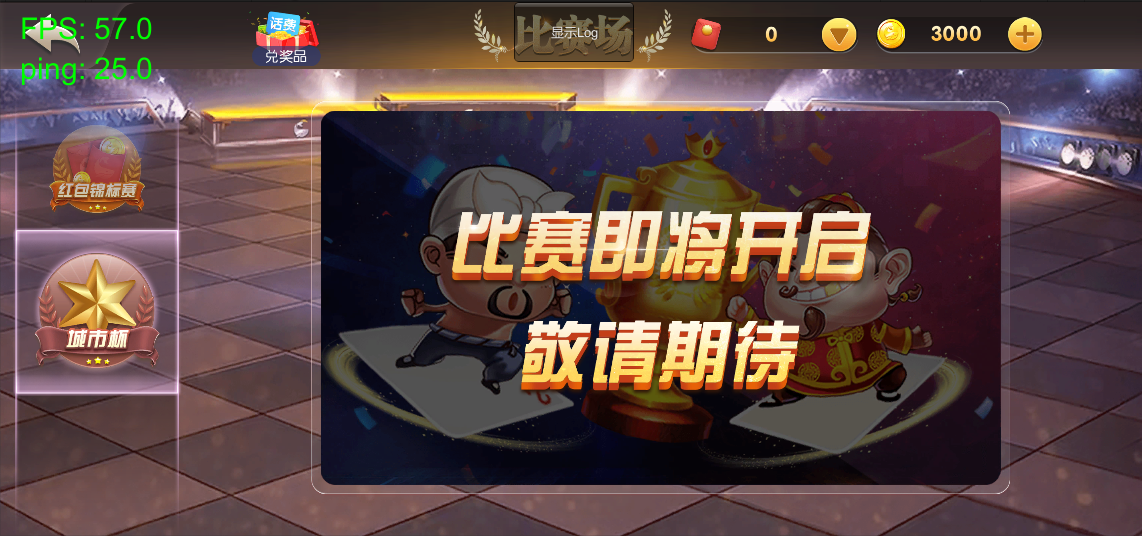 FPS: 57.0
ping: 25.0
话费
兑奖品
比赛场
显示Log
0
3000
红包锦标赛
城市杯
比赛即将开启
敬请期待